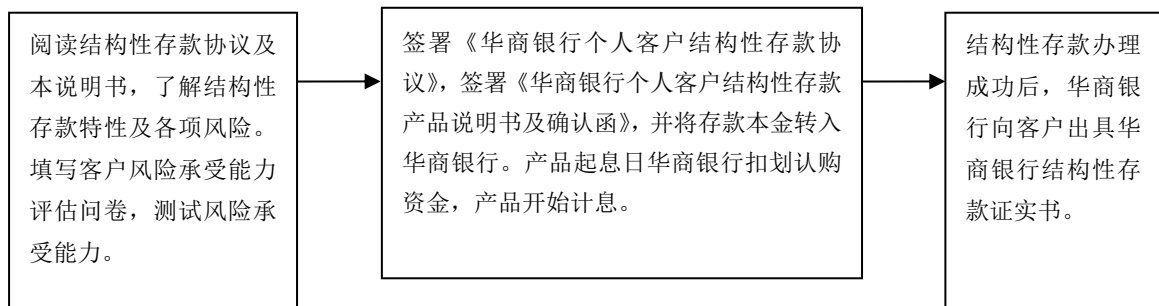 阅读结构性存款协议及
本说明书，了解结构性
存款特性及各项风险。
填写客户风险承受能力
评估问卷，测试风险承
受能力。
签署《华商银行个人客户结构性存款协
议》，签署《华商银行个人客户结构性存款
产品说明书及确认函》，并将存款本金转入
华商银行。产品起息日华商银行扣划认购
资金，产品开始计息。
结构性存款办理
成功后，华商银
行向客户出具华
商银行结构性存
款证实书。